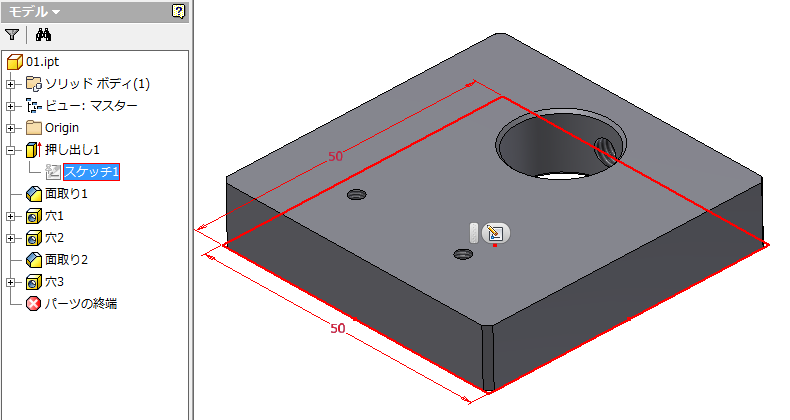 モデル
01.ipt
ソリッド ボディ(1)
ビュー: マスター
Origin
押し出し1
スケッチ1
面取り1
穴1
穴2
面取り2
穴3
パーツの終端
50
50